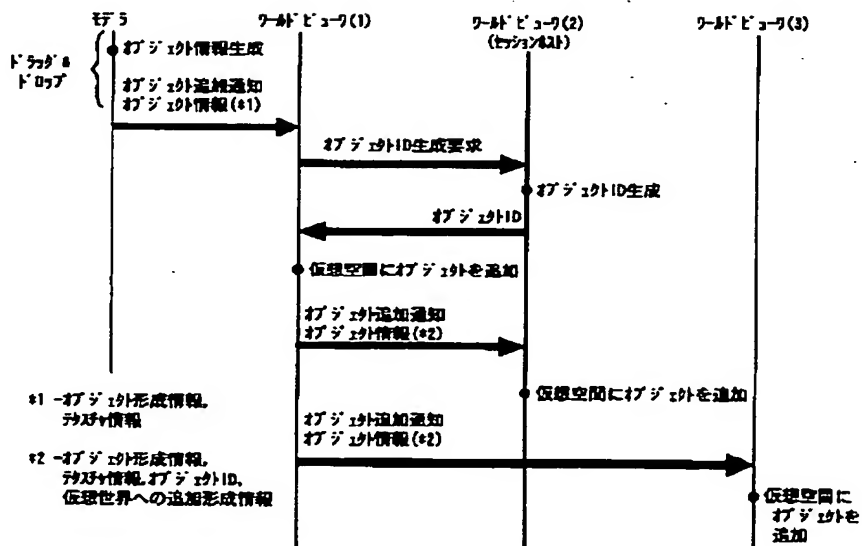 モデラ
ワールドビューワ(1)
ワールドビューワ(2)
(セッションホスト)
ワールドビューワ(3)
ドラッグ&
ドロップ
オブジェクト情報生成
オブジェクト追加通知
オブジェクト情報(*1)
オブジェクトID生成要求
オブジェクトID生成
オブジェクトID
仮想空間にオブジェクトを追加
オブジェクト追加通知
オブジェクト情報(*2)
仮想空間にオブジェクトを追加
オブジェクト追加通知
オブジェクト情報(*2)
仮想空間に
オブジェクトを
追加
*1 -オブジェクト形成情報,
テクスチャ情報
*2 -オブジェクト形成情報,
テクスチャ情報,オブジェクトID,
仮想世界への追加形成情報